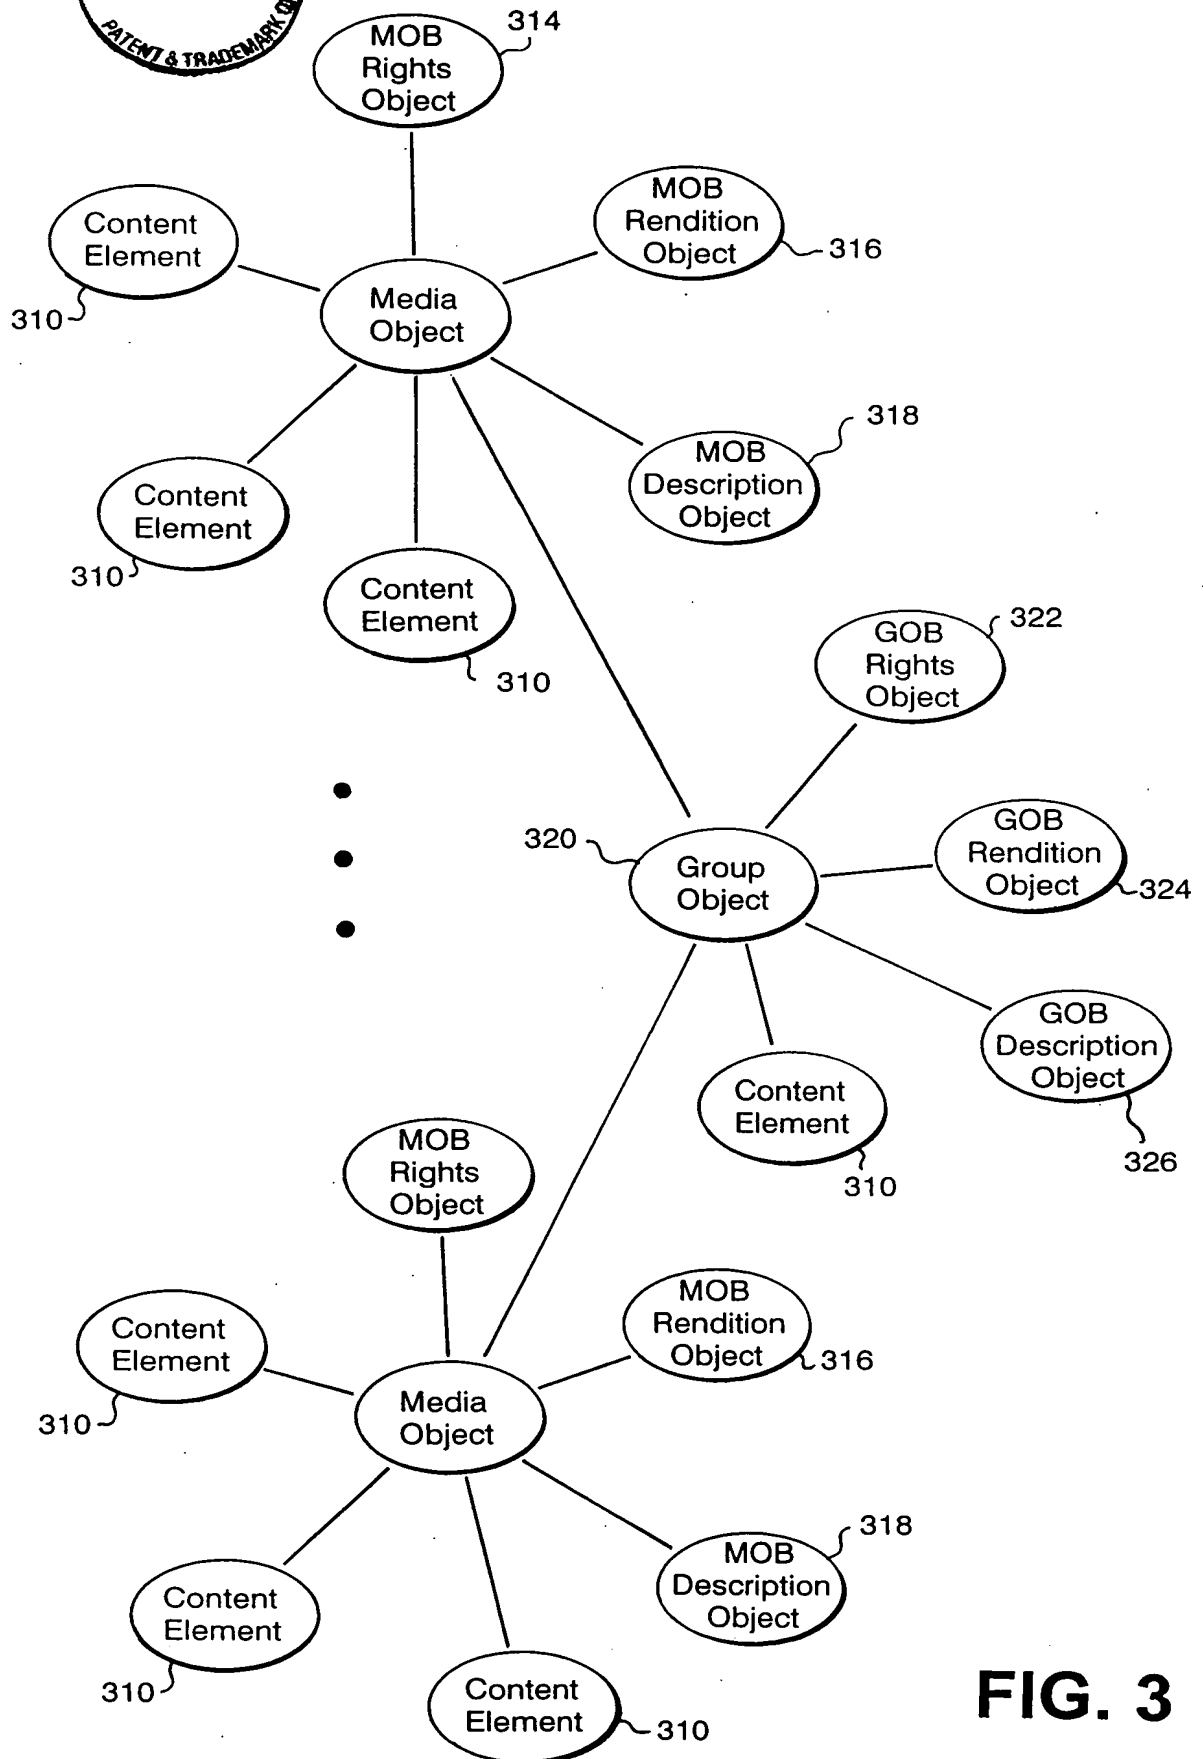 PATENT & TRADEMARK
MOB
Rights
Object
314
Content
Element
310
MOB
Rendition
Object
316
Media
Object
MOB
Description
Object
318
Content
Element
310
Content
Element
310
GOB
Rights
Object
322
320
Group
Object
GOB
Rendition
Object
324
GOB
Description
Object
326
Content
Element
310
MOB
Rights
Object
Content
Element
310
MOB
Rendition
Object
316
Media
Object
MOB
Description
Object
318
Content
Element
310
Content
Element
310
FIG. 3